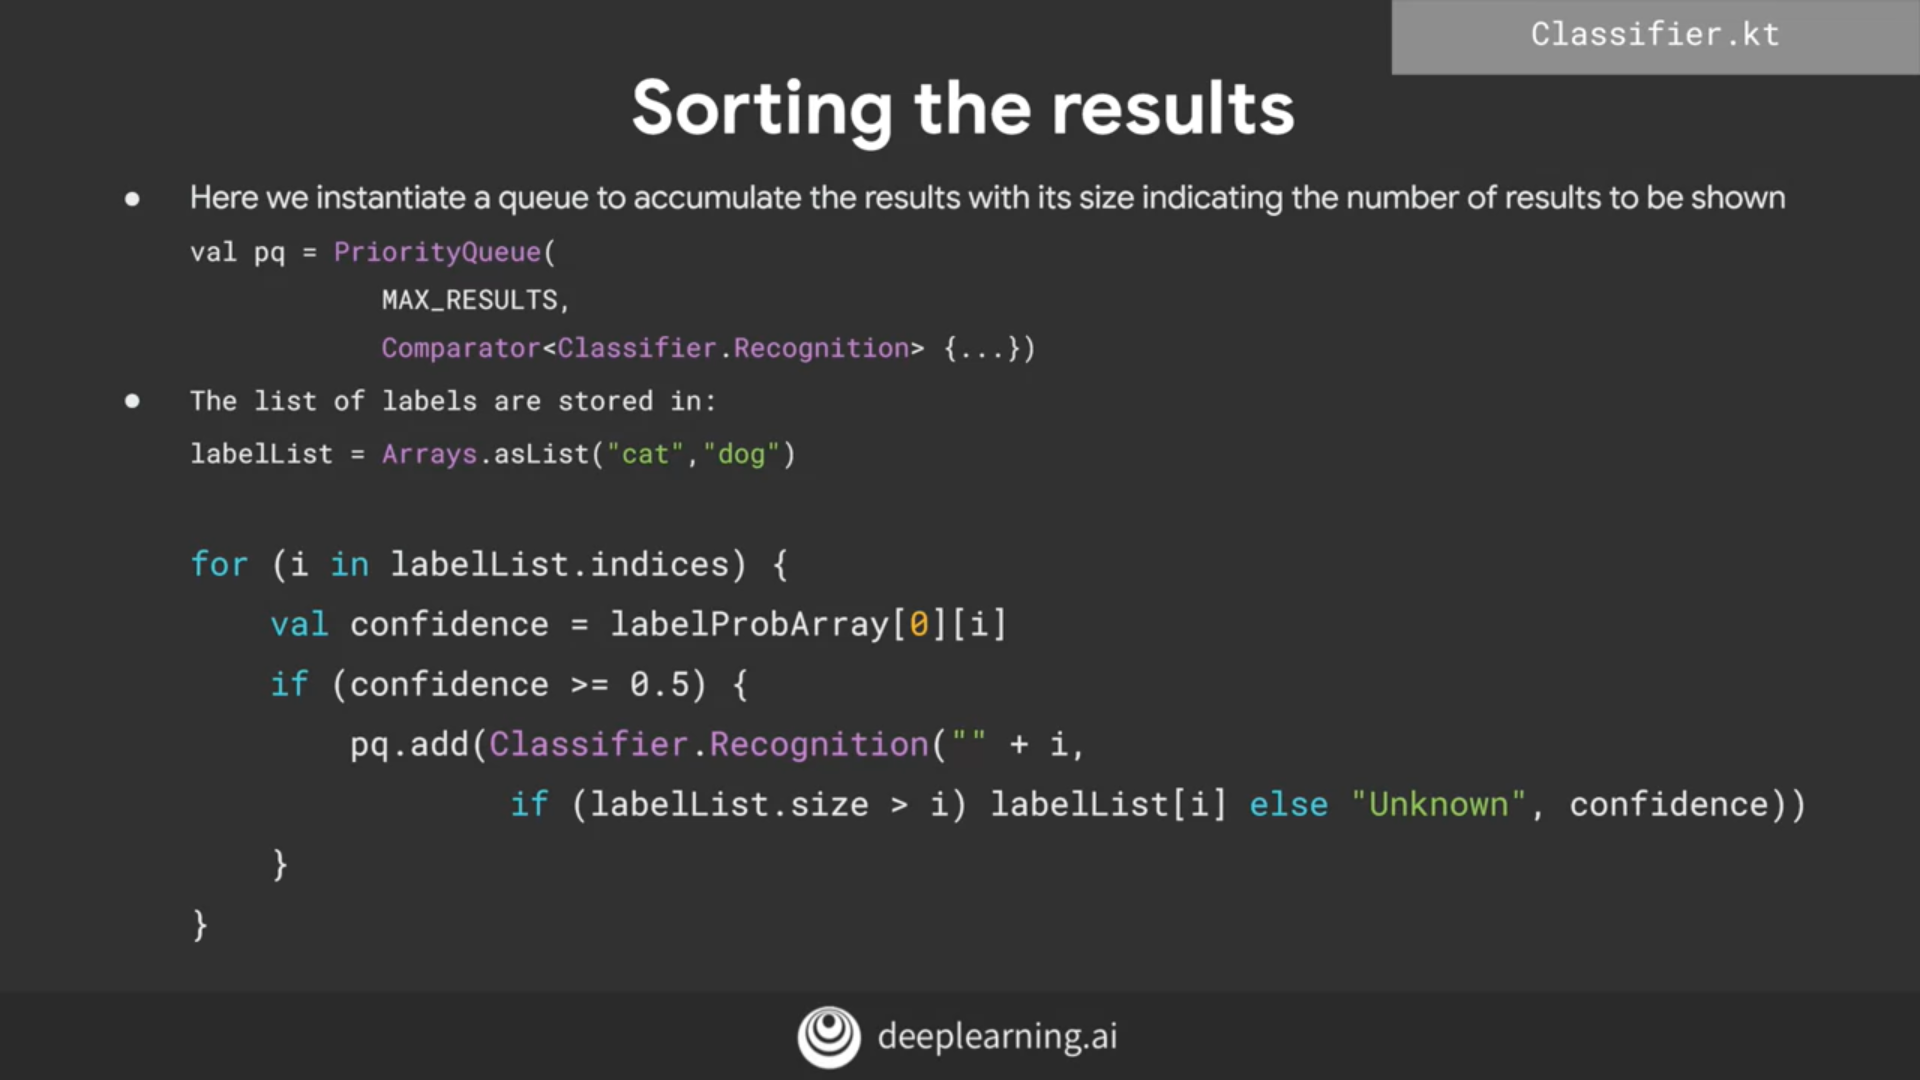 Classifier.kt
Sorting the results
● Here we instantiate a queue to accumulate the results with its size indicating the number of results to be shown
val pq = PriorityQueue(
MAX_RESULTS,
Comparator<Classifier.Recognition> {...})
● The list of labels are stored in:
labelList = Arrays.asList("cat","dog")
for (i in labelList.indices) {
val confidence = labelProbArray[0][i]
if (confidence >= 0.5) {
pq.add(Classifier.Recognition("" + i,
if (labelList.size > i) labelList[i] else "Unknown", confidence))
}
}
deeplearning.ai